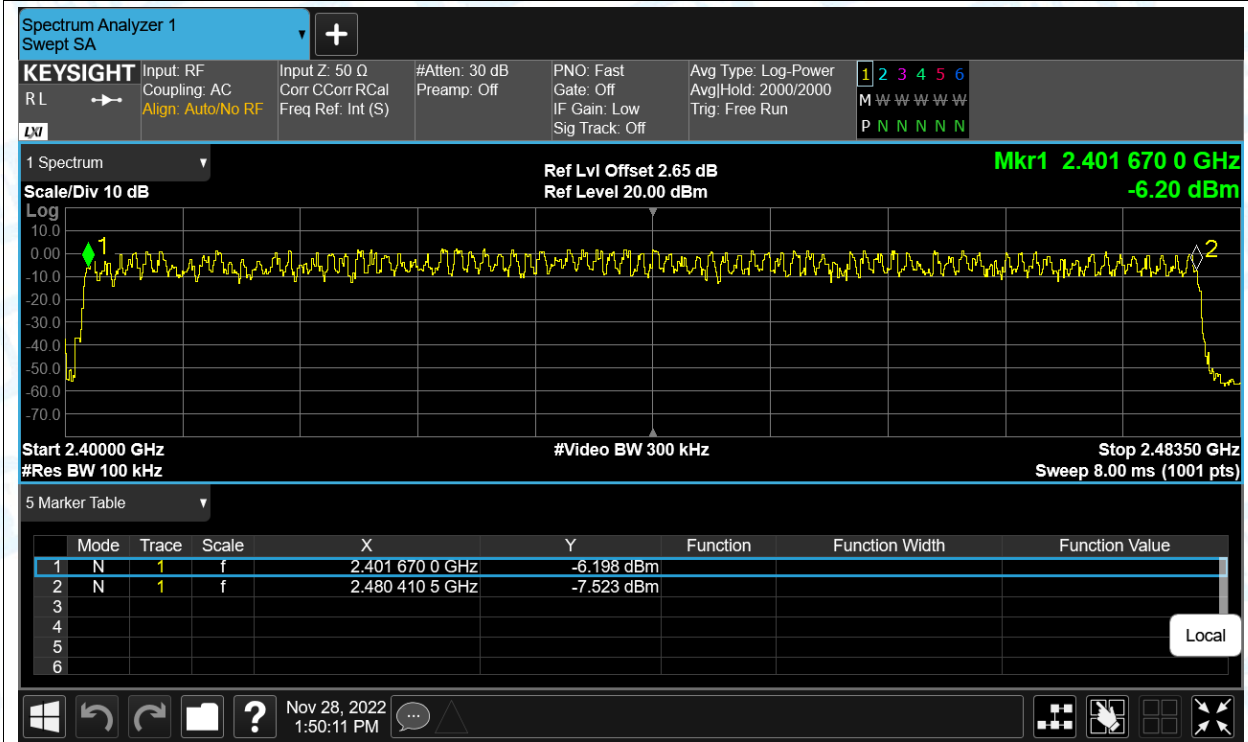 Spectrum Analyzer 1
Swept SA
+
KEYSIGHT
R L
LXI
Input: RF
Coupling: AC
Align: Auto/No RF
Input Z: 50 Ω
Corr CCorr RCal
Freq Ref: Int (S)
#Atten: 30 dB
Preamp: Off
PNO: Fast
Gate: Off
IF Gain: Low
Sig Track: Off
Avg Type: Log-Power
Avg|Hold: 2000/2000
Trig: Free Run
1 2 3 4 5 6
M W W W W W W
P N N N N N N
1 Spectrum
Scale/Div 10 dB
Ref Lvl Offset 2.65 dB
Ref Level 20.00 dBm
Mkr1 2.401 670 0 GHz
-6.20 dBm
Log
10.0
0.00
-10.0
-20.0
-30.0
-40.0
-50.0
-60.0
-70.0
1
2
Start 2.40000 GHz
#Res BW 100 kHz
#Video BW 300 kHz
Stop 2.48350 GHz
Sweep 8.00 ms (1001 pts)
5 Marker Table
Mode Trace Scale X Y Function Function Width Function Value
1 N 1 f 2.401 670 0 GHz -6.198 dBm
2 N 1 f 2.480 410 5 GHz -7.523 dBm
3
4
5
6
Local
?
Nov 28, 2022
1:50:11 PM